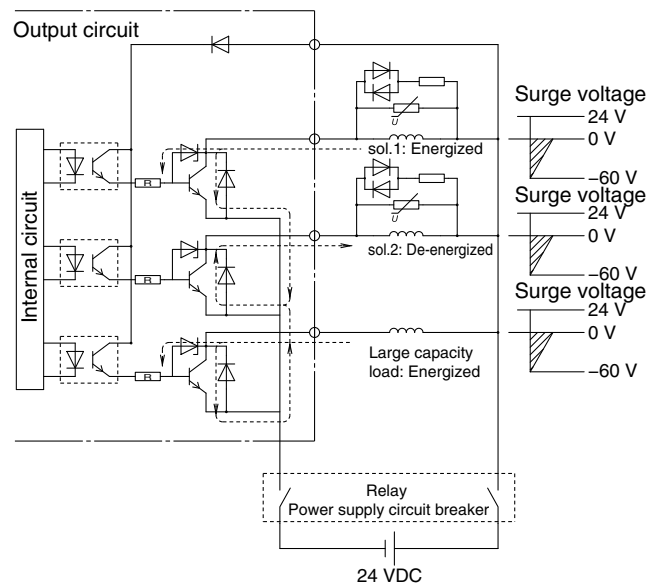 Output circuit
Internal circuit
R
R
R
U
sol.1: Energized
U
sol.2: De-energized
Large capacity
load: Energized
Surge voltage
24 V
0 V
−60 V
Surge voltage
24 V
0 V
−60 V
Surge voltage
24 V
0 V
−60 V
Relay
Power supply circuit breaker
24 VDC